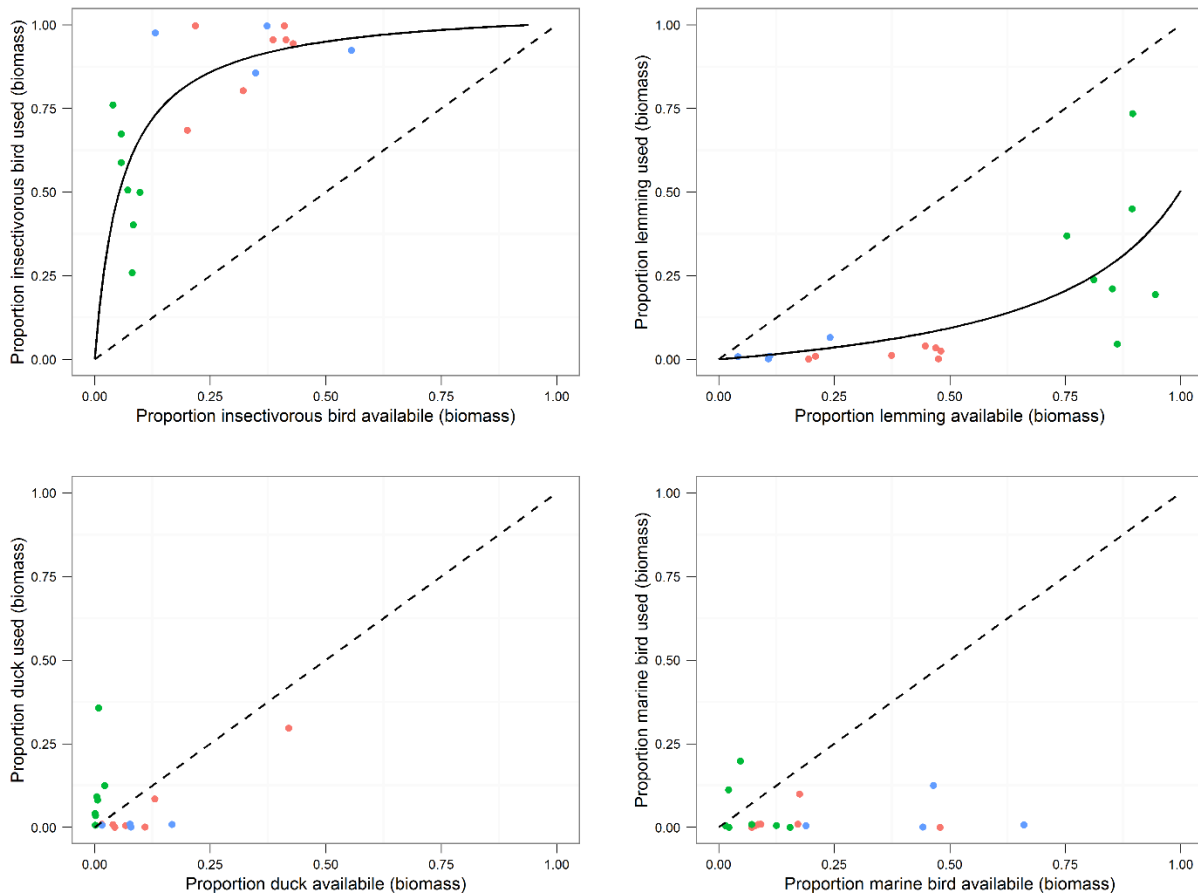 Proportion insectivorous bird used (biomass)
1.00
0.75
0.50
0.25
0.00
0.00 0.25 0.50 0.75 1.00
Proportion insectivorous bird availabile (biomass)
Proportion lemming used (biomass)
1.00
0.75
0.50
0.25
0.00
0.00 0.25 0.50 0.75 1.00
Proportion lemming availabile (biomass)
Proportion duck used (biomass)
1.00
0.75
0.50
0.25
0.00
0.00 0.25 0.50 0.75 1.00
Proportion duck availabile (biomass)
Proportion marine bird used (biomass)
1.00
0.75
0.50
0.25
0.00
0.00 0.25 0.50 0.75 1.00
Proportion marine bird availabile (biomass)